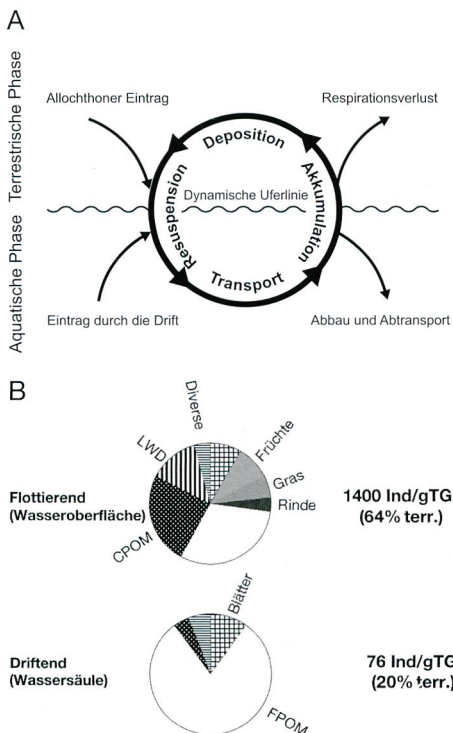 A
Terrestrische Phase
Aquatische Phase
Allochthoner Eintrag
Respirationsverlust
Deposition
Resuspension
Dynamische Uferlinie
Akkumulation
Transport
Eintrag durch die Drift
Abbau und Abtransport
B
Diverse
LWD
Früchte
Gras
Rinde
CPOM
Flottierend
(Wasseroberfläche)
1400 Ind/gTG
(64% terr.)
Blätter
Driftend
(Wassersäule)
76 Ind/gTG
(20% terr.)
FPOM